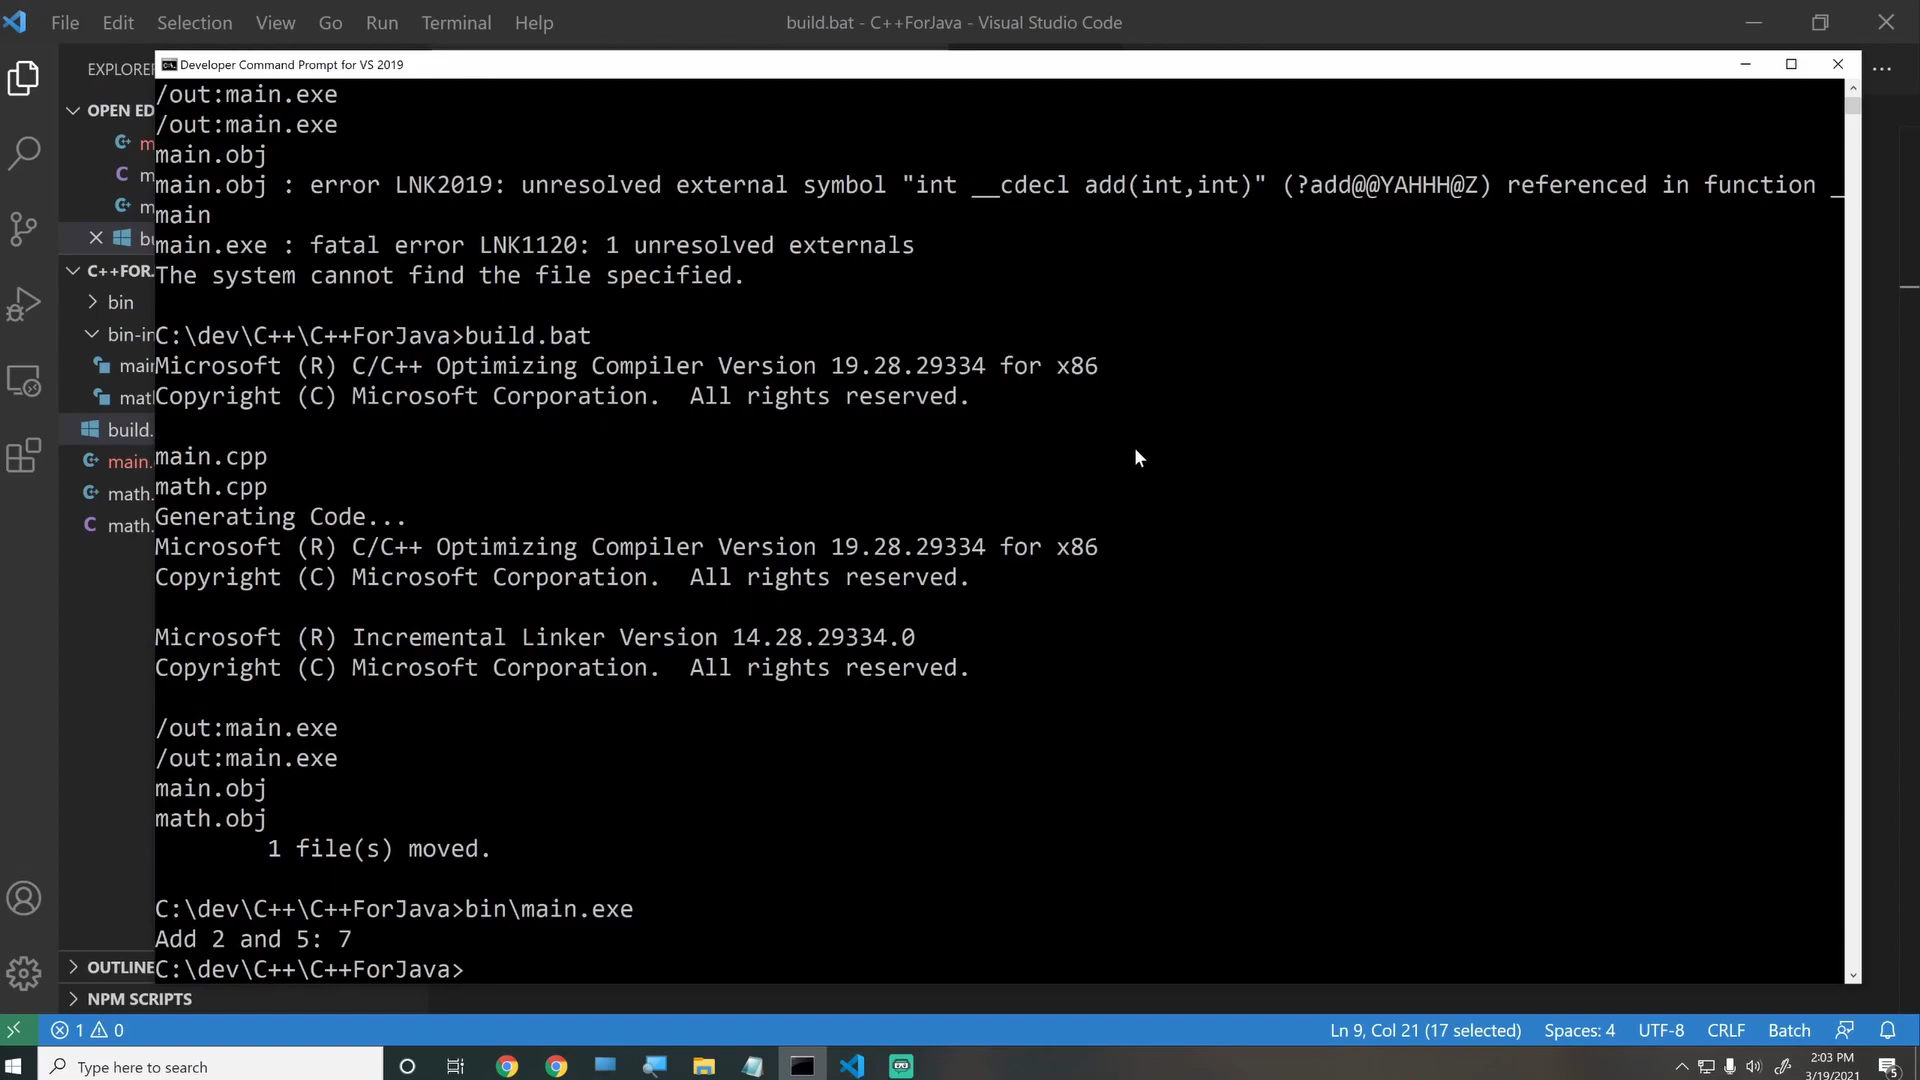 File Edit Selection View Go Run Terminal Help
build.bat - C++ForJava - Visual Studio Code
EXPLORE
Developer Command Prompt for VS 2019
OPEN ED
m
m
m
bu
C++FOR.
bin
bin-in
main
math
build.
main.
math.
math.
/out:main.exe
/out:main.exe
main.obj
main.obj : error LNK2019: unresolved external symbol "int __cdecl add(int,int)" (?add@@YAHHH@Z) referenced in function _
main
main.exe : fatal error LNK1120: 1 unresolved externals
The system cannot find the file specified.
C:\dev\C++\C++ForJava>build.bat
Microsoft (R) C/C++ Optimizing Compiler Version 19.28.29334 for x86
Copyright (C) Microsoft Corporation.  All rights reserved.
main.cpp
math.cpp
Generating Code...
Microsoft (R) C/C++ Optimizing Compiler Version 19.28.29334 for x86
Copyright (C) Microsoft Corporation.  All rights reserved.
Microsoft (R) Incremental Linker Version 14.28.29334.0
Copyright (C) Microsoft Corporation.  All rights reserved.
/out:main.exe
/out:main.exe
main.obj
math.obj
1 file(s) moved.
C:\dev\C++\C++ForJava>bin\main.exe
Add 2 and 5: 7
C:\dev\C++\C++ForJava>
OUTLINE
NPM SCRIPTS
1 0
Ln 9, Col 21 (17 selected) Spaces: 4 UTF-8 CRLF Batch
Type here to search
2:03 PM
3/19/2021
5